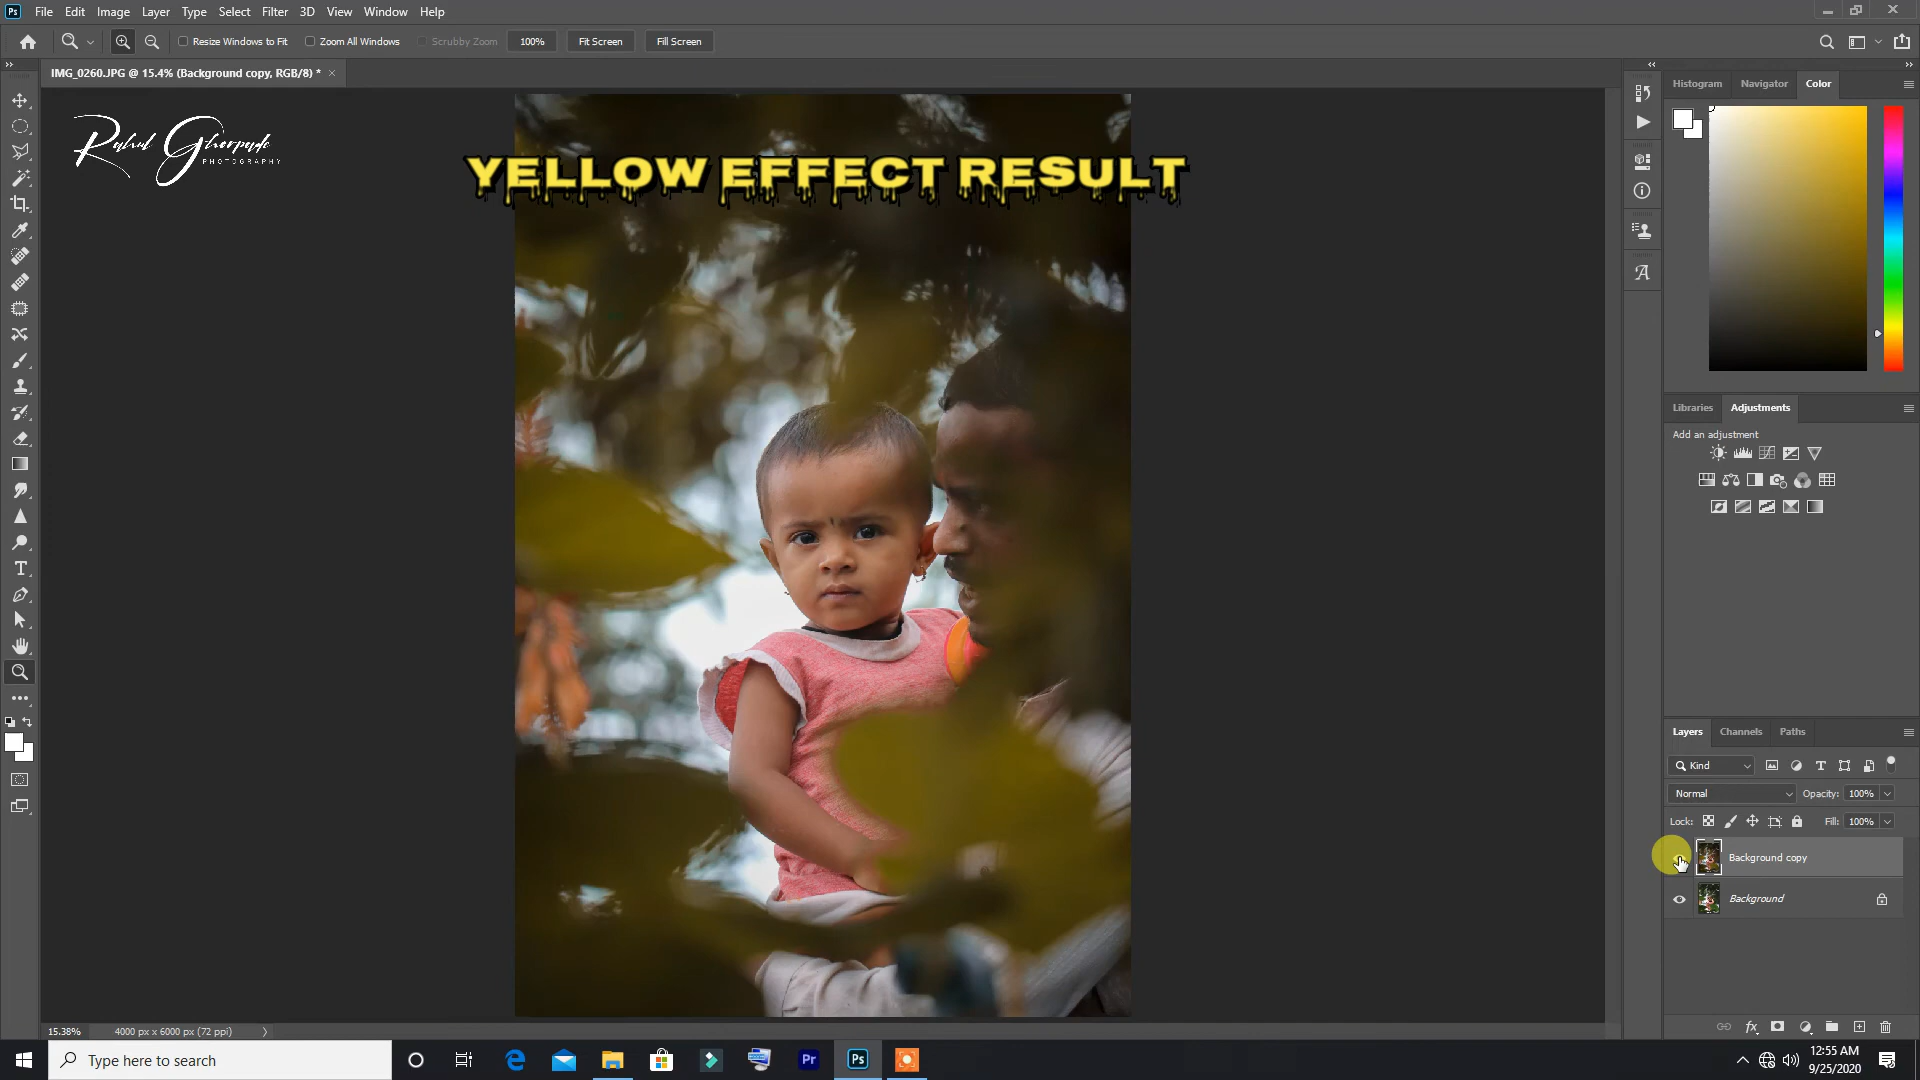 File Edit Image Layer Type Select Filter 3D View Window Help
Resize Windows to Fit Zoom All Windows Scrubby Zoom 100% Fit Screen Fill Screen
IMG_0260.JPG @ 15.4% (Background copy, RGB/8) *
Rahul Ghorpade
PHOTOGRAPHY
YELLOW EFFECT RESULT
Histogram Navigator Color
Libraries Adjustments
Add an adjustment
Layers Channels Paths
Kind
Normal Opacity: 100%
Lock: Fill: 100%
Background copy
Background
15.38% 4000 px x 6000 px (72 ppi)
Type here to search
12:55 AM
9/25/2020